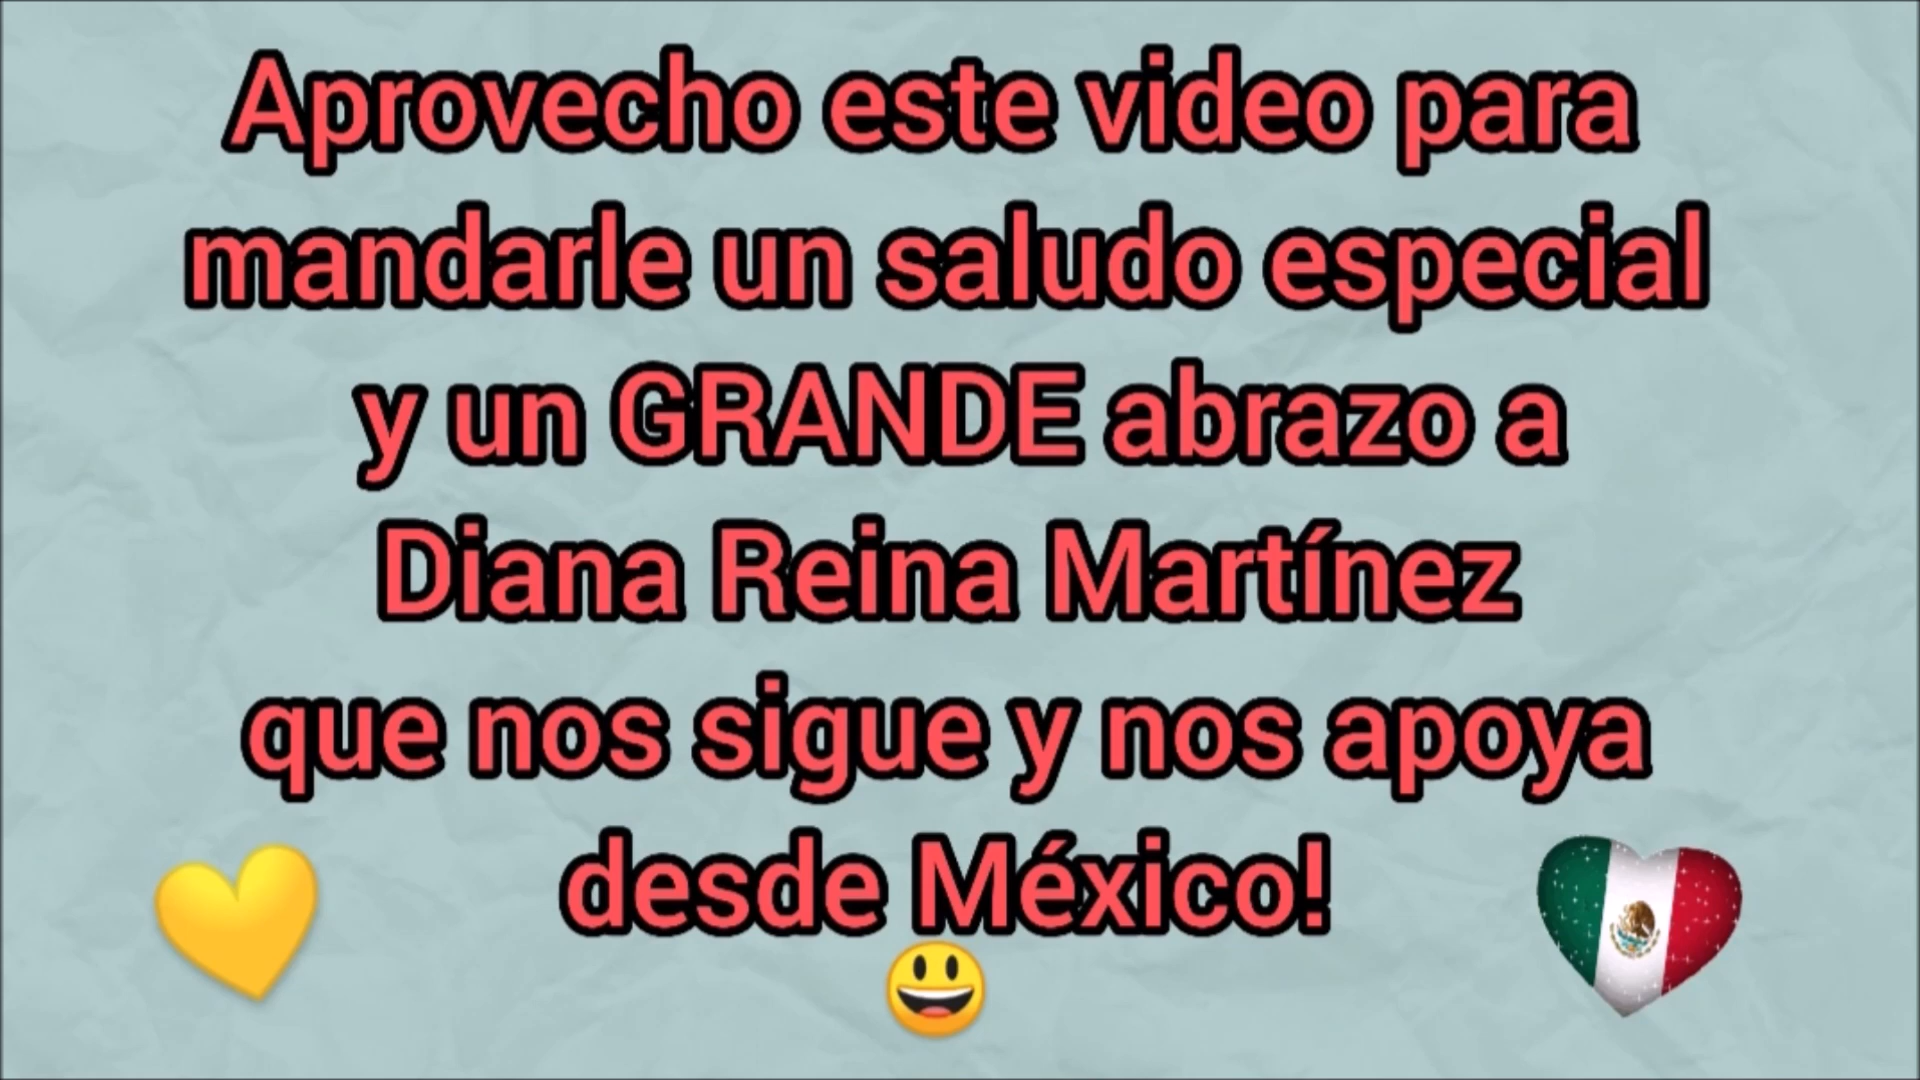 Aprovecho este video para
mandarle un saludo especial
y un GRANDE abrazo a
Diana Reina Martínez
que nos sigue y nos apoya
desde México!